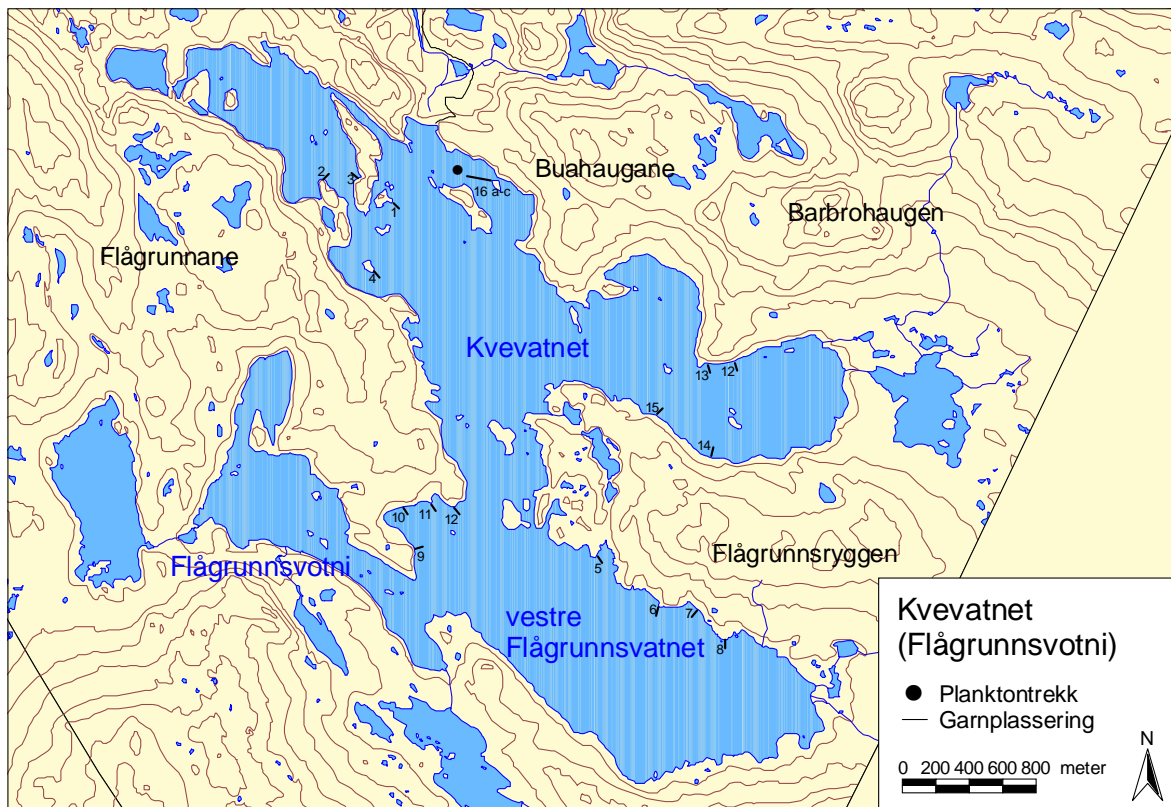 2
3
16 a-c
1
Buahaugane
Barbrohaugen
Flågrunnane
4
Kvevatnet
13
12
15
14
10
11
12
9
5
Flågrunnsvotni
Flågrunnsryggen
vestre
Flågrunnsvatnet
6
7
8
Kvevatnet
(Flågrunnsvotni)
Planktontrekk
Garnplassering
0 200 400 600 800 meter
N